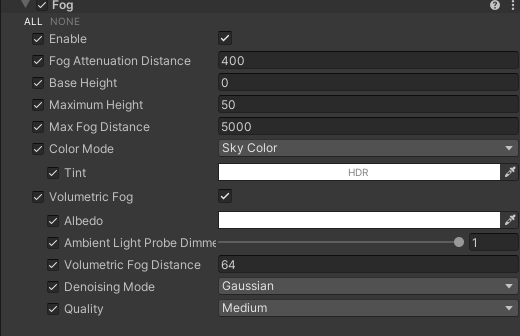 Fog
ALL NONE
Enable
Fog Attenuation Distance 400
Base Height 0
Maximum Height 50
Max Fog Distance 5000
Color Mode Sky Color
Tint HDR
Volumetric Fog
Albedo
Ambient Light Probe Dimme 1
Volumetric Fog Distance 64
Denoising Mode Gaussian
Quality Medium